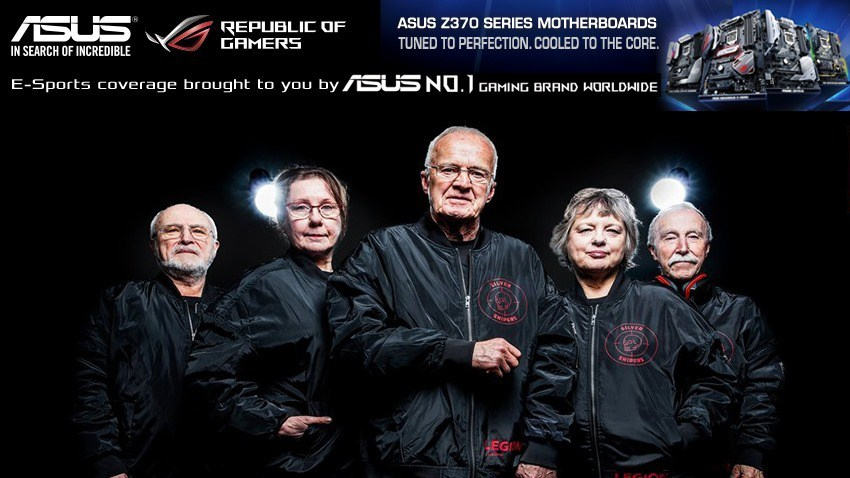 ASUS
IN SEARCH OF INCREDIBLE
REPUBLIC OF
GAMERS
ASUS Z370 SERIES MOTHERBOARDS
TUNED TO PERFECTION. COOLED TO THE CORE.
E-Sports coverage brought to you by ASUS NO.1 GAMING BRAND WORLDWIDE
SILVER
SNIPERS
SILVER
SNIPERS
LEGION
LEGION